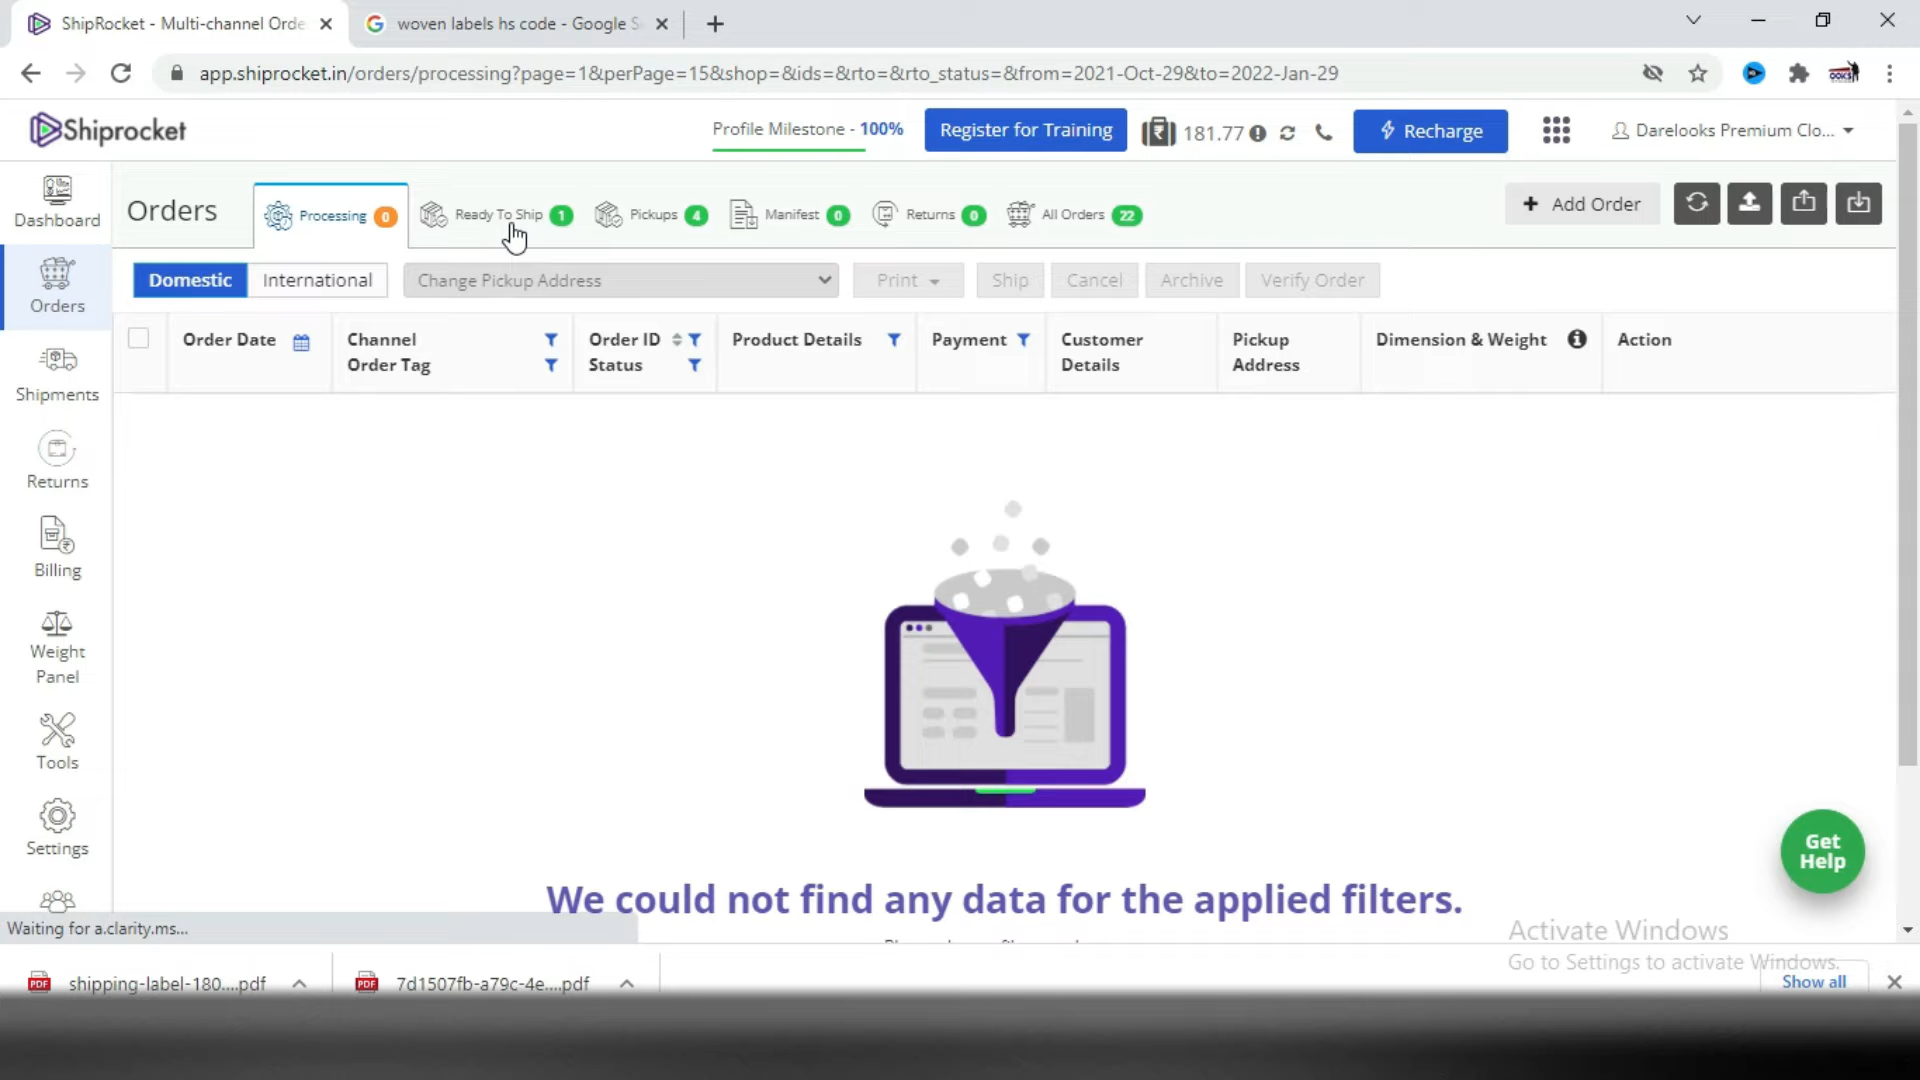 ShipRocket - Multi-channel Orde
woven labels hs code - Google S
app.shiprocket.in/orders/processing?page=1&perPage=15&shop=&ids=&rto=&rto_status=&from=2021-Oct-29&to=2022-Jan-29
Shiprocket
Profile Milestone - 100%
Register for Training
181.77
Recharge
Darelooks Premium Clo...
Orders
Processing 0
Ready To Ship 1
Pickups 4
Manifest 0
Returns 0
All Orders 22
+ Add Order
Domestic
International
Change Pickup Address
Print
Ship
Cancel
Archive
Verify Order
Order Date
Channel
Order Tag
Order ID
Status
Product Details
Payment
Customer
Details
Pickup
Address
Dimension & Weight
Action
Dashboard
Orders
Shipments
Returns
Billing
Weight
Panel
Tools
Settings
We could not find any data for the applied filters.
Get
Help
Waiting for a.clarity.ms...
Activate Windows
Go to Settings to activate Windows.
shipping-label-180....pdf
7d1507fb-a79c-4e....pdf
Show all